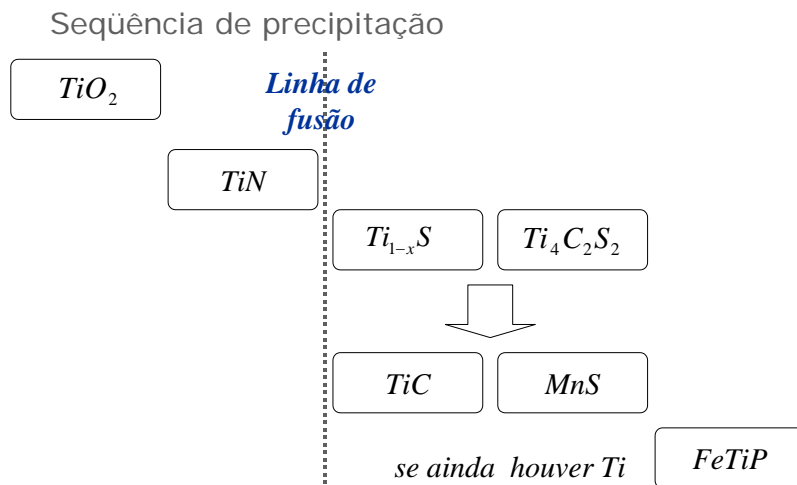 Seqüência de precipitação
TiO₂
Linha de
fusão
TiN
Ti₁₋ₓS
Ti₄C₂S₂
TiC
MnS
se ainda houver Ti
FeTiP